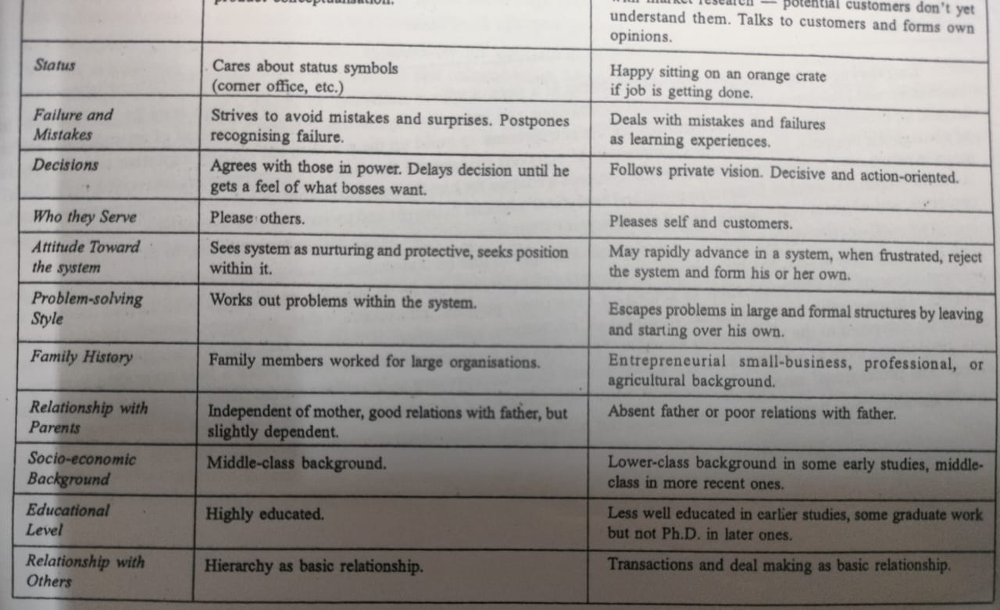 product conceptualisation.
with market research — potential customers don't yet
understand them. Talks to customers and forms own
opinions.
Status
Cares about status symbols
(corner office, etc.)
Happy sitting on an orange crate
if job is getting done.
Failure and
Mistakes
Strives to avoid mistakes and surprises. Postpones
recognising failure.
Deals with mistakes and failures
as learning experiences.
Decisions
Agrees with those in power. Delays decision until he
gets a feel of what bosses want.
Follows private vision. Decisive and action-oriented.
Who they Serve
Please others.
Pleases self and customers.
Attitude Toward
the system
Sees system as nurturing and protective, seeks position
within it.
May rapidly advance in a system, when frustrated, reject
the system and form his or her own.
Problem-solving
Style
Works out problems within the system.
Escapes problems in large and formal structures by leaving
and starting over his own.
Family History
Family members worked for large organisations.
Entrepreneurial small-business, professional, or
agricultural background.
Relationship with
Parents
Independent of mother, good relations with father, but
slightly dependent.
Absent father or poor relations with father.
Socio-economic
Background
Middle-class background.
Lower-class background in some early studies, middle-
class in more recent ones.
Educational
Level
Highly educated.
Less well educated in earlier studies, some graduate work
but not Ph.D. in later ones.
Relationship with
Others
Hierarchy as basic relationship.
Transactions and deal making as basic relationship.